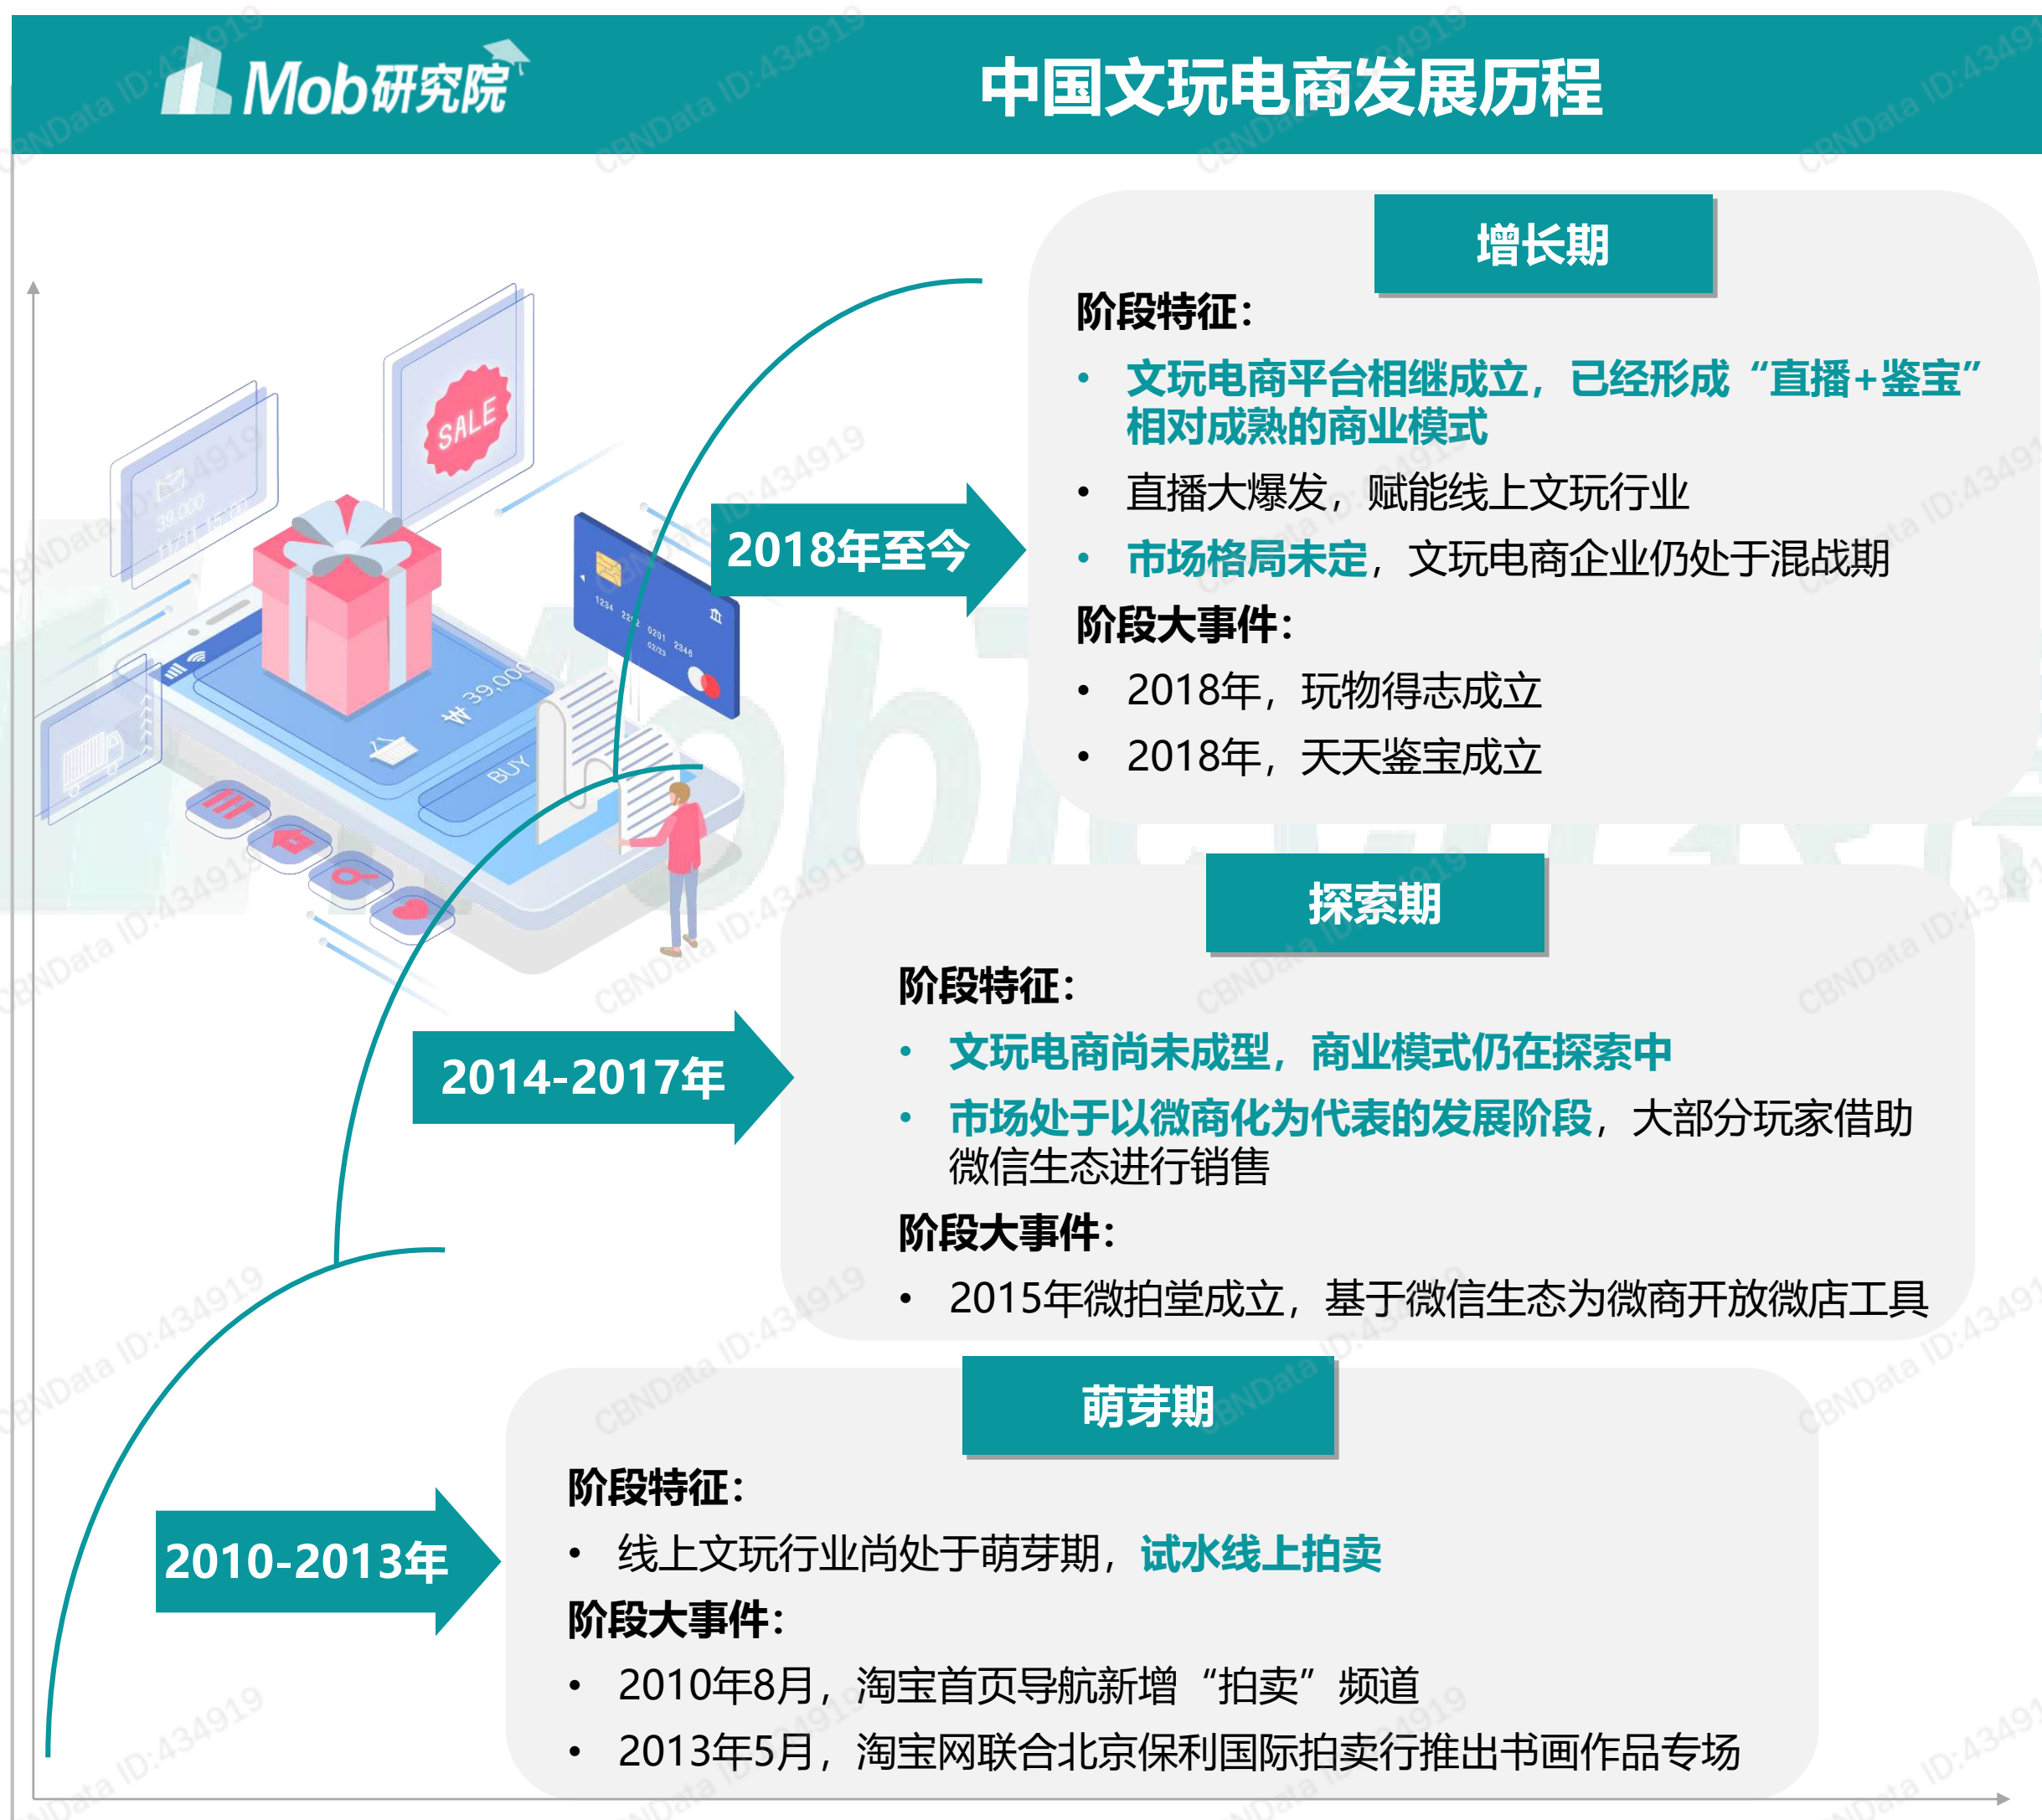 Mob研究院
中国文玩电商发展历程
增长期
阶段特征：
• 文玩电商平台相继成立，已经形成“直播+鉴宝”
相对成熟的商业模式
• 直播大爆发，赋能线上文玩行业
• 市场格局未定，文玩电商企业仍处于混战期
阶段大事件：
• 2018年，玩物得志成立
• 2018年，天天鉴宝成立
2018年至今
SALE
39,000
1234 2202 0201 2346
02/23
₩ 39,000
BUY
探索期
阶段特征：
• 文玩电商尚未成型，商业模式仍在探索中
• 市场处于以微商化为代表的发展阶段，大部分玩家借助
微信生态进行销售
阶段大事件：
• 2015年微拍堂成立，基于微信生态为微商开放微店工具
2014-2017年
萌芽期
阶段特征：
• 线上文玩行业尚处于萌芽期，试水线上拍卖
阶段大事件：
• 2010年8月，淘宝首页导航新增“拍卖”频道
• 2013年5月，淘宝网联合北京保利国际拍卖行推出书画作品专场
2010-2013年
CBNData ID:434919